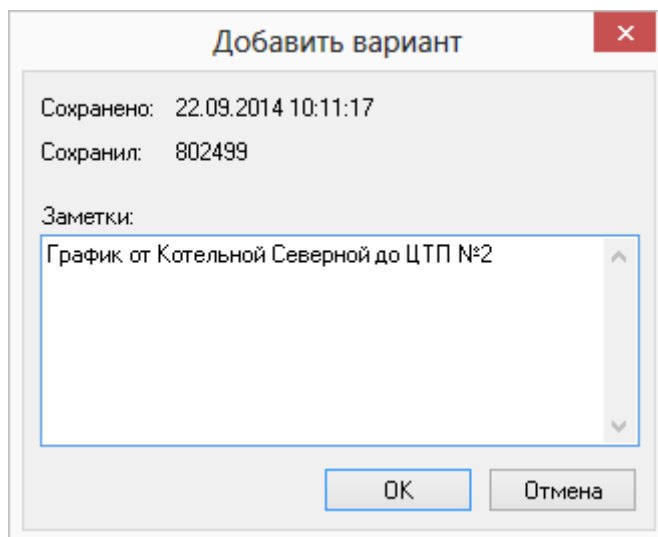 Добавить вариант
Сохранено: 22.09.2014 10:11:17
Сохранил: 802499
Заметки:
График от Котельной Северной до ЦТП №2
OK
Отмена